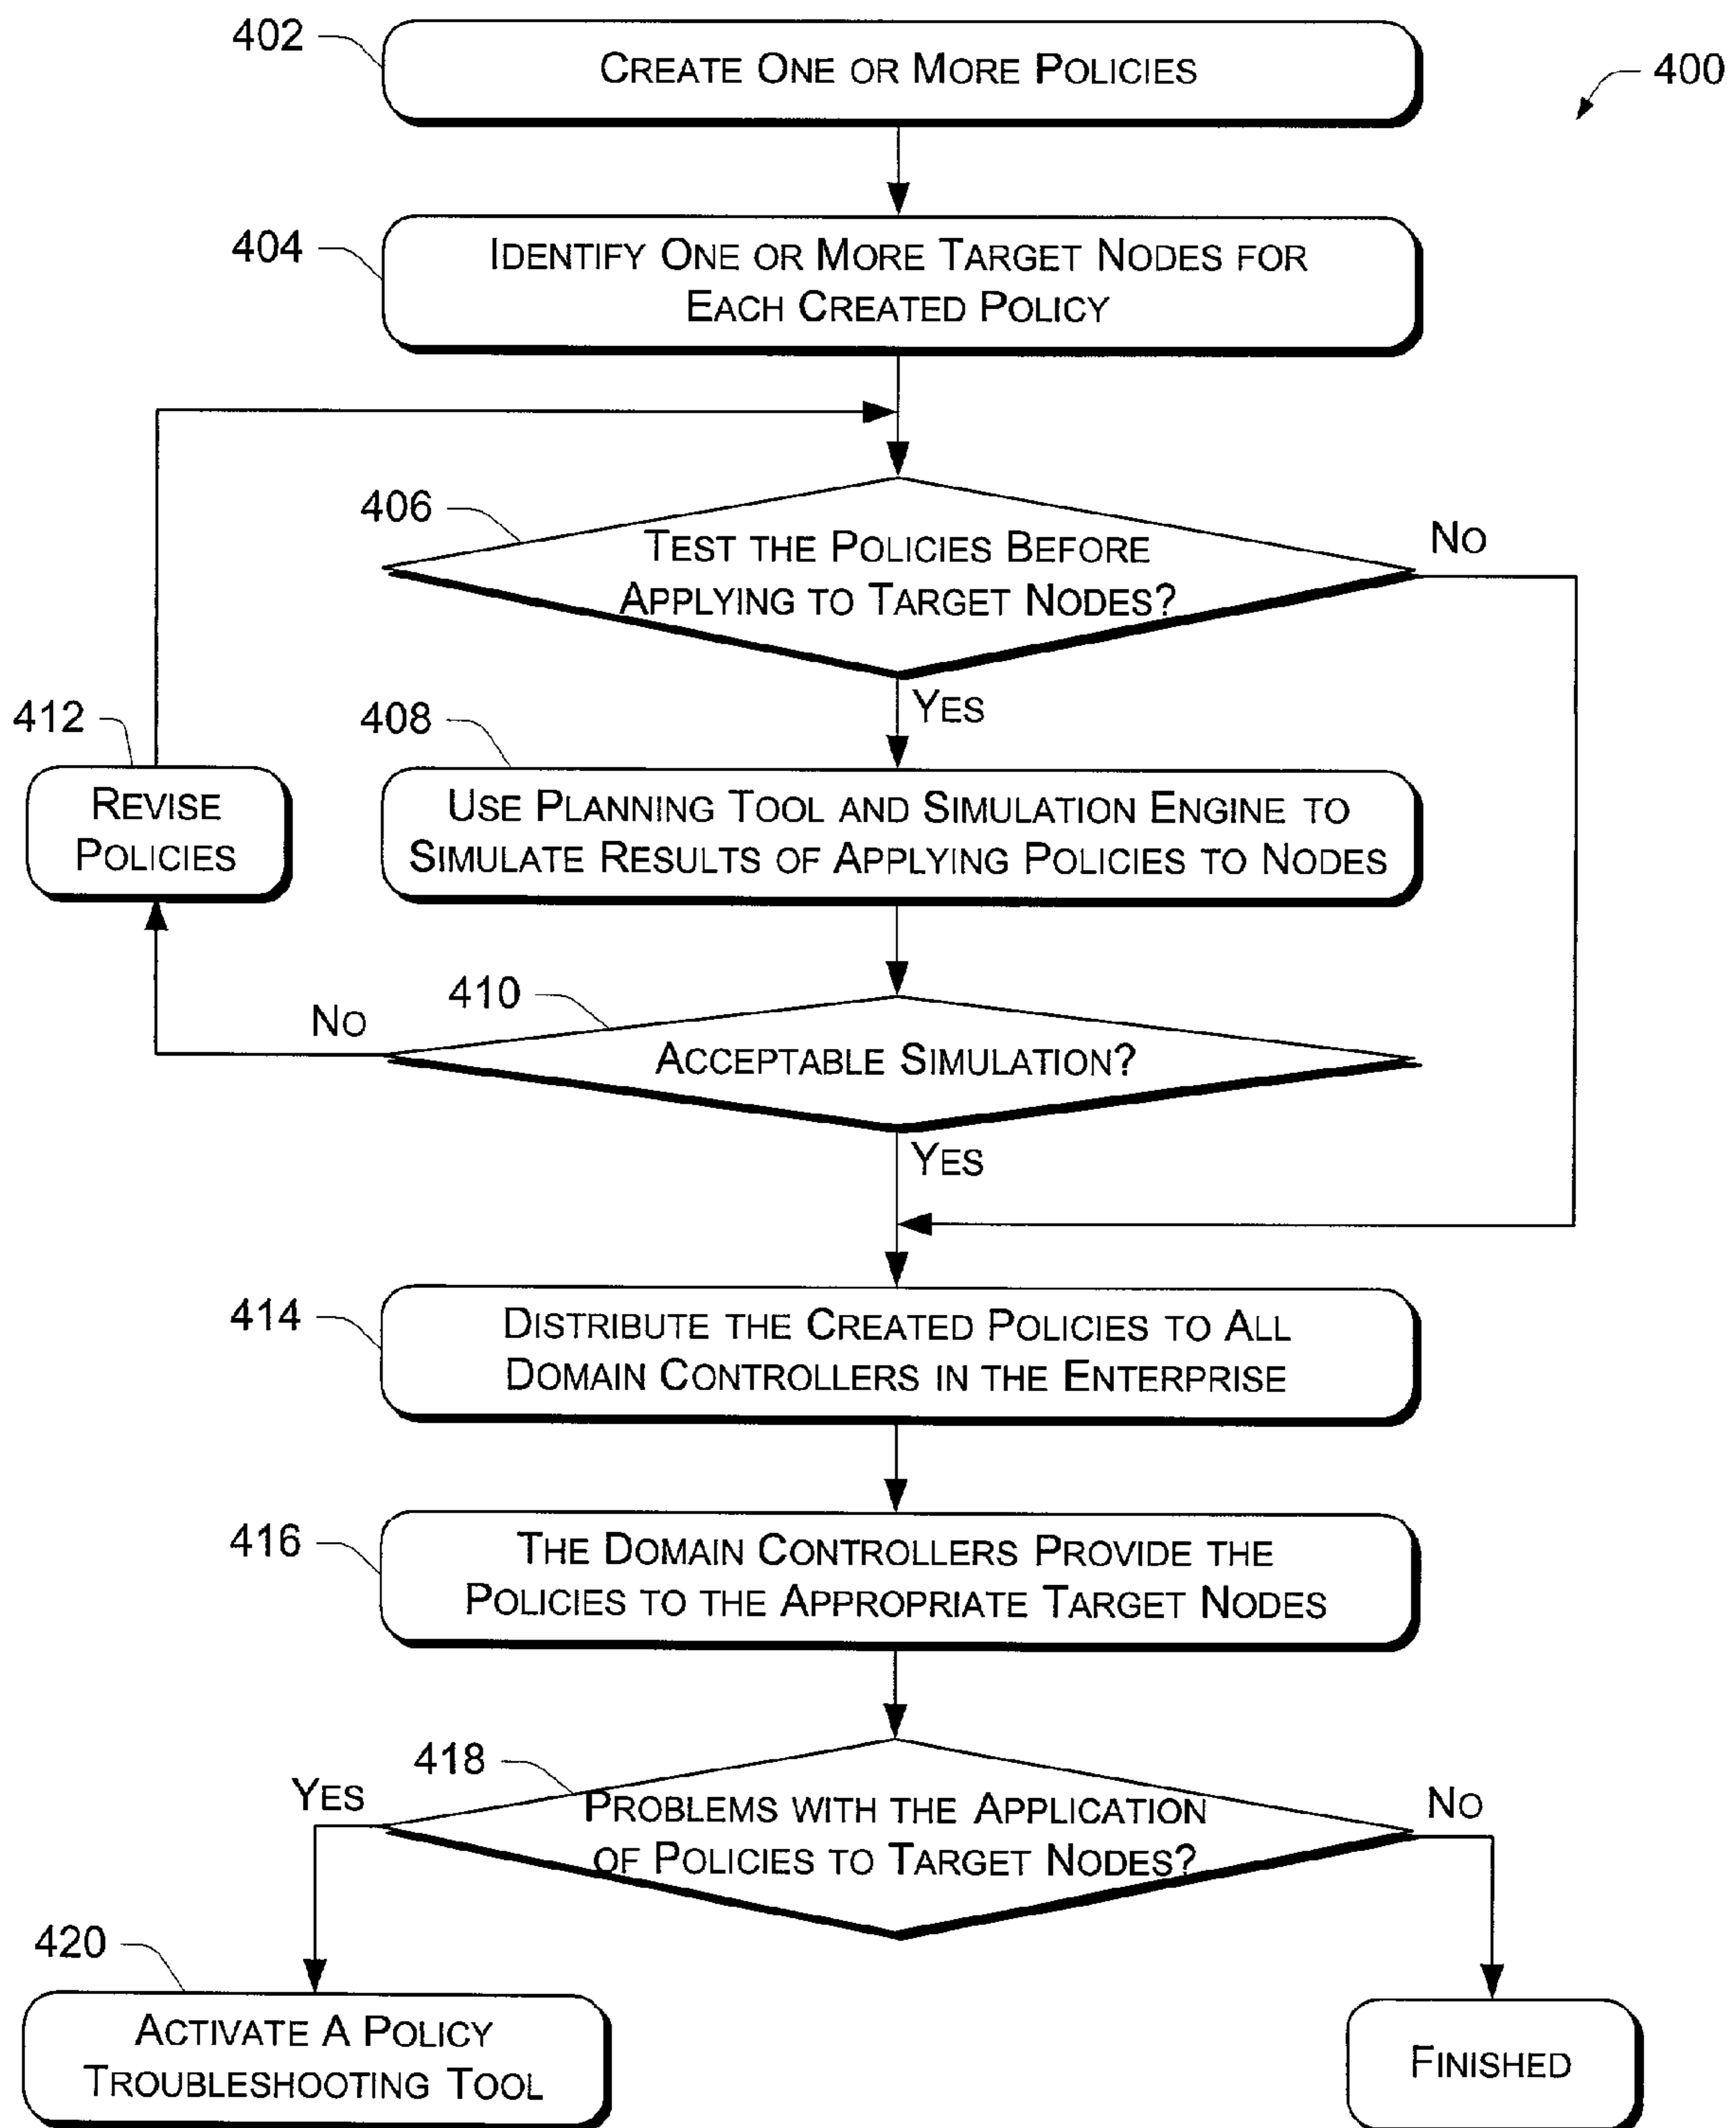 402
CREATE ONE OR MORE POLICIES
400
404
IDENTIFY ONE OR MORE TARGET NODES FOR
EACH CREATED POLICY
406
TEST THE POLICIES BEFORE
APPLYING TO TARGET NODES?
NO
YES
412
REVISE
POLICIES
408
USE PLANNING TOOL AND SIMULATION ENGINE TO
SIMULATE RESULTS OF APPLYING POLICIES TO NODES
410
NO
ACCEPTABLE SIMULATION?
YES
414
DISTRIBUTE THE CREATED POLICIES TO ALL
DOMAIN CONTROLLERS IN THE ENTERPRISE
416
THE DOMAIN CONTROLLERS PROVIDE THE
POLICIES TO THE APPROPRIATE TARGET NODES
418
YES
PROBLEMS WITH THE APPLICATION
OF POLICIES TO TARGET NODES?
NO
420
ACTIVATE A POLICY
TROUBLESHOOTING TOOL
FINISHED